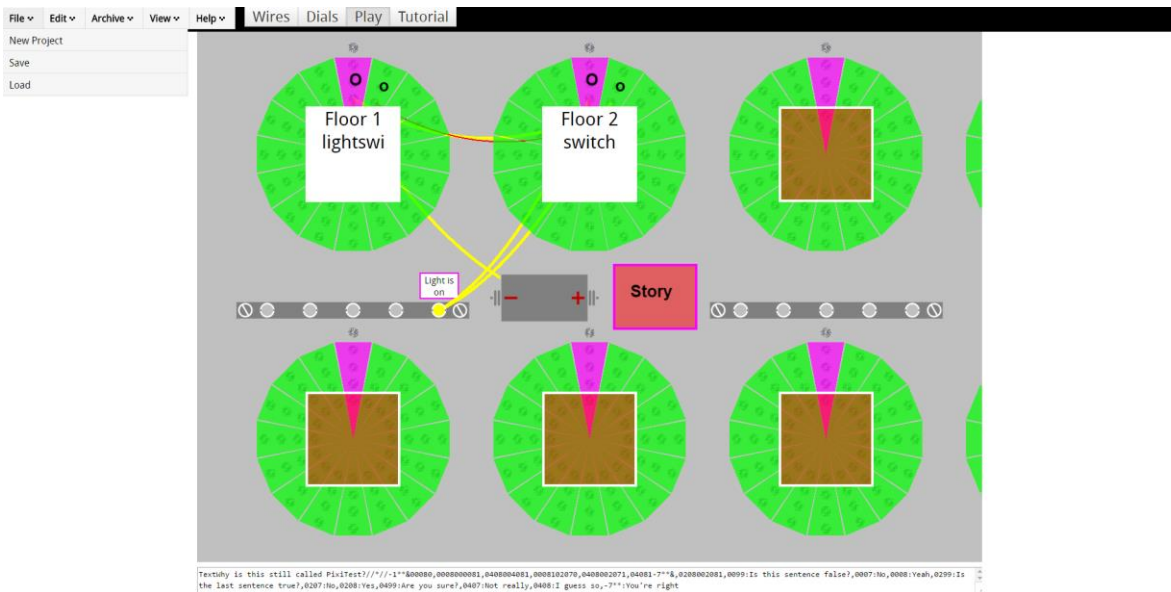 File Edit Archive View Help Wires Dials Play Tutorial
New Project
Save
Load
O o
O o
Floor 1
lightswi
Floor 2
switch
Light is
on
− +
Story
TextWhy is this still called PixiTest?//*//-1**&00080,0008000081,0408004081,0008102070,0408002071,04081-7**&,0208002081,0099:Is this sentence false?,0007:No,0008:Yeah,0299:Is
the last sentence true?,0207:No,0208:Yes,0499:Are you sure?,0407:Not really,0408:I guess so,-7**:You're right